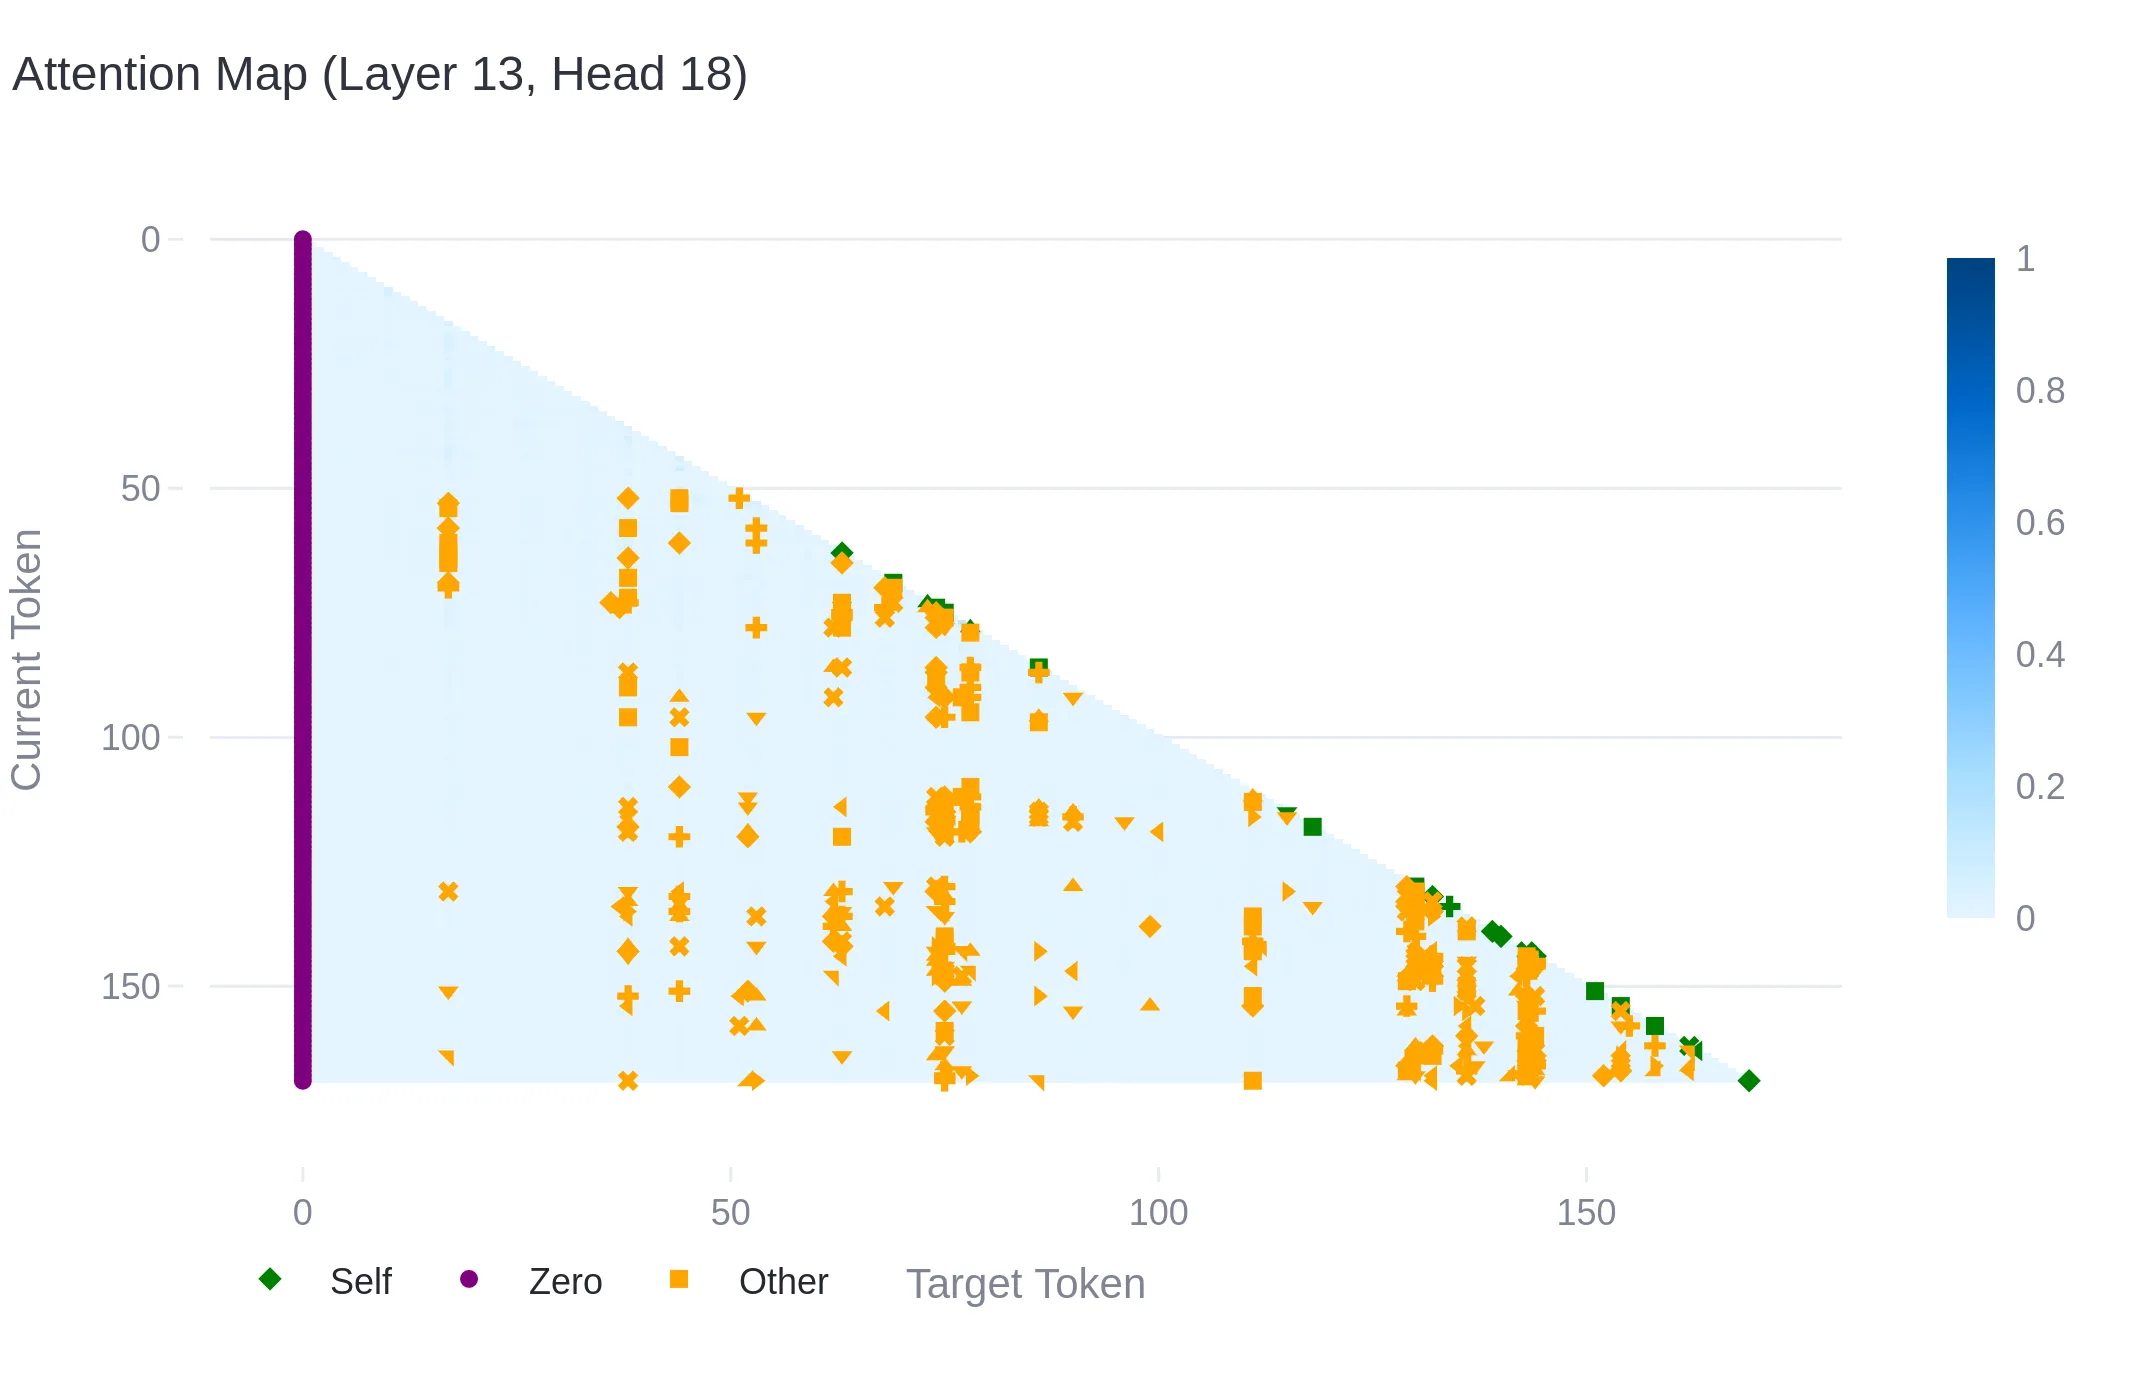 Attention Map (Layer 13, Head 18)
0
50
100
150
Current Token
1
0.8
0.6
0.4
0.2
0
0
50
100
150
Self
Zero
Other
Target Token